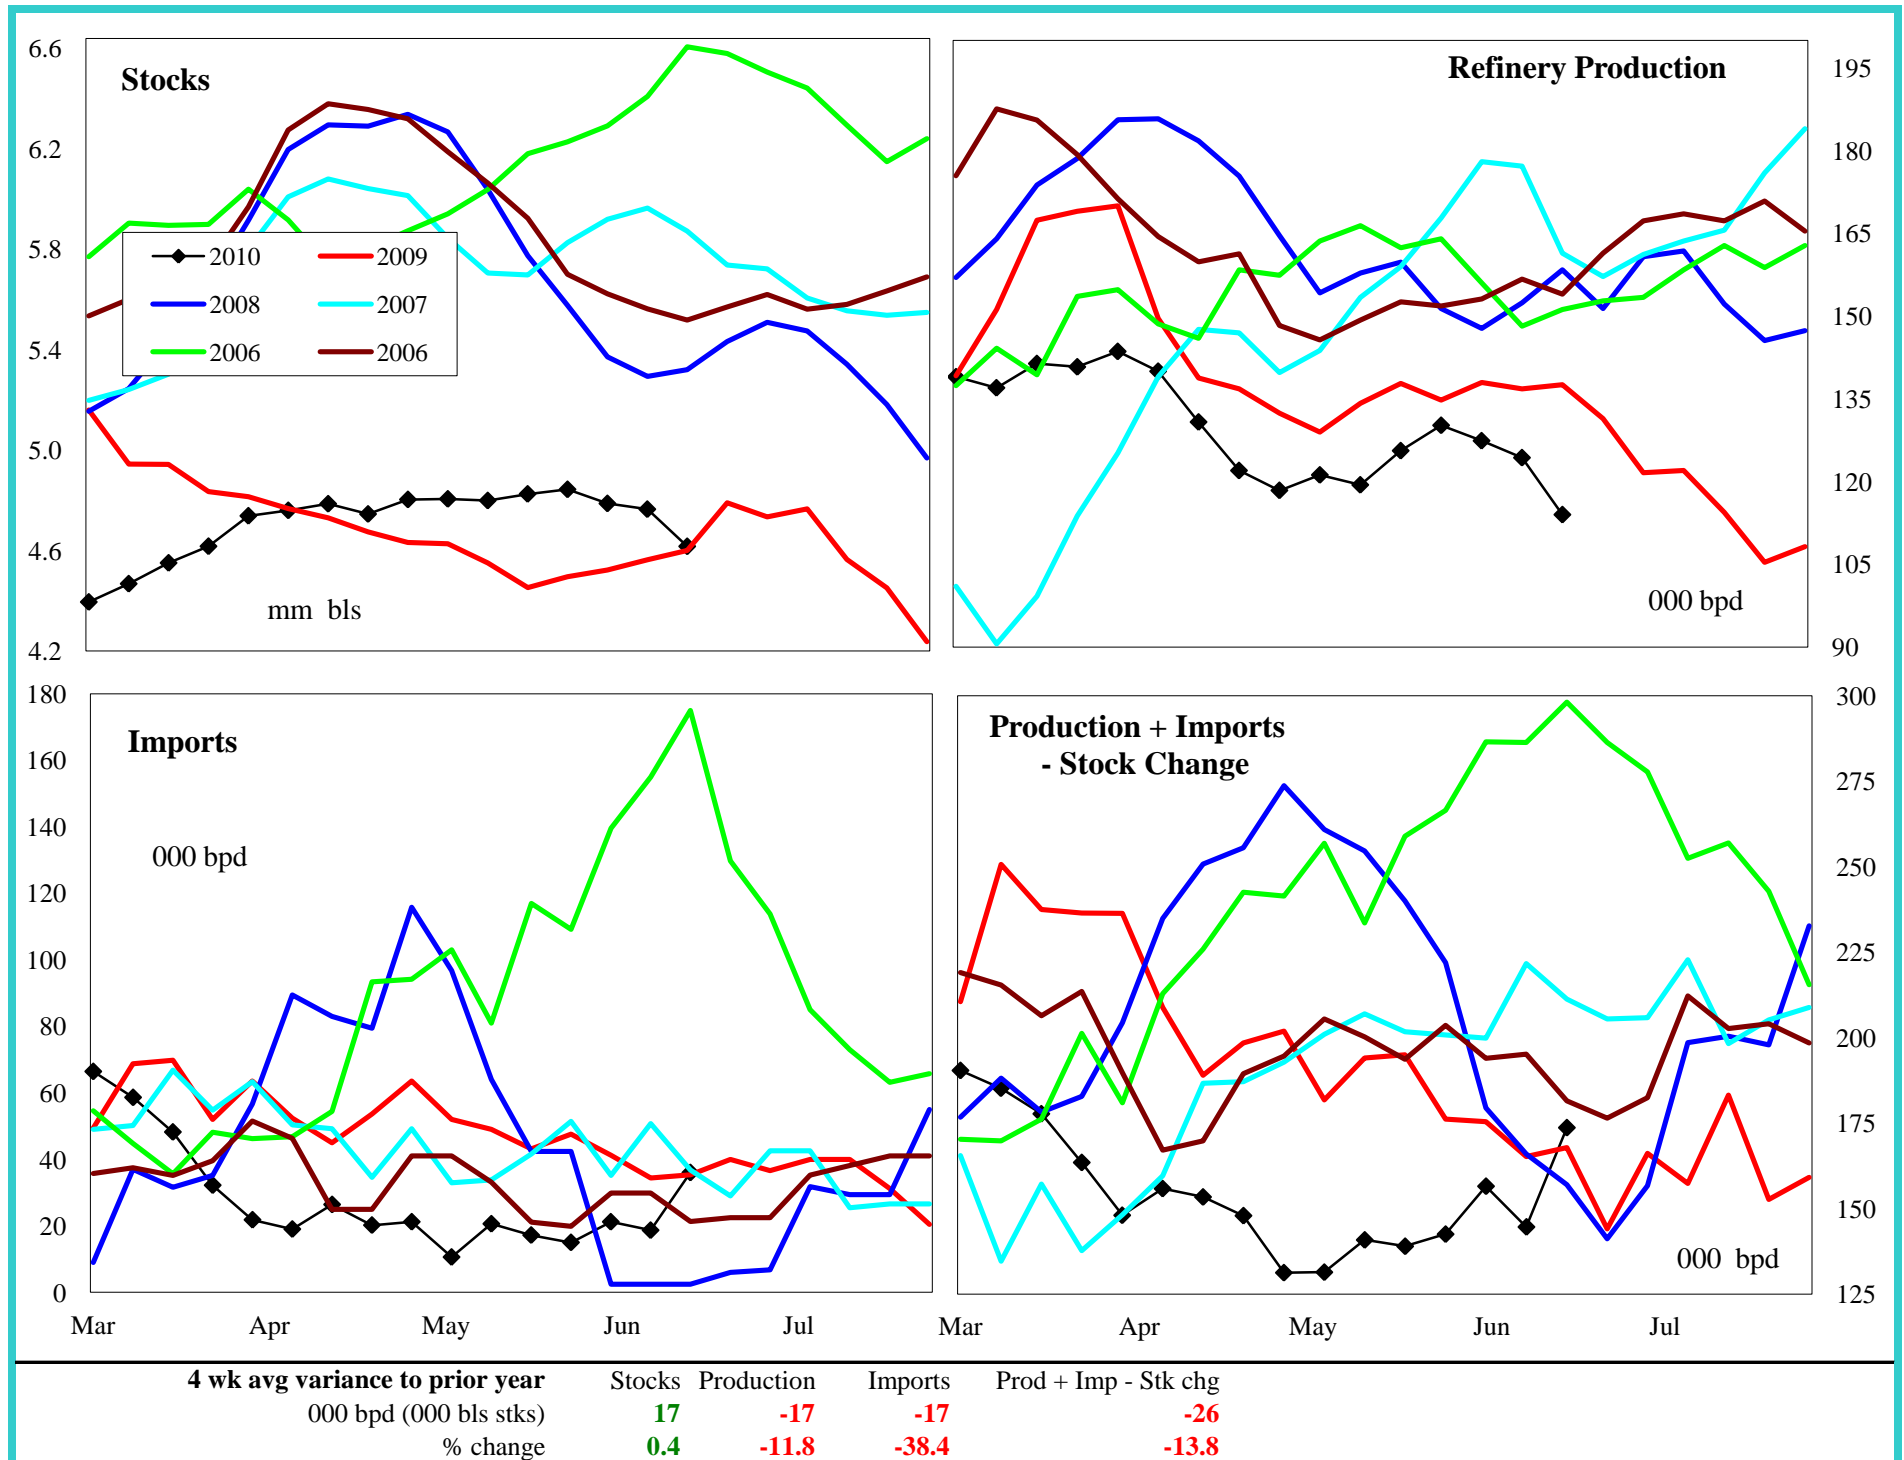 Stocks
6.6
6.2
5.8
5.4
5.0
4.6
4.2
2010 2009
2008 2007
2006 2006
mm bls
Refinery Production
195
180
165
150
135
120
105
90
000 bpd
Imports
000 bpd
180
160
140
120
100
80
60
40
20
0
Mar Apr May Jun Jul
Production + Imports
- Stock Change
300
275
250
225
200
175
150
125
000 bpd
Mar Apr May Jun Jul
4 wk avg variance to prior year Stocks Production Imports Prod + Imp - Stk chg
000 bpd (000 bls stks) 17 -17 -17 -26
% change 0.4 -11.8 -38.4 -13.8